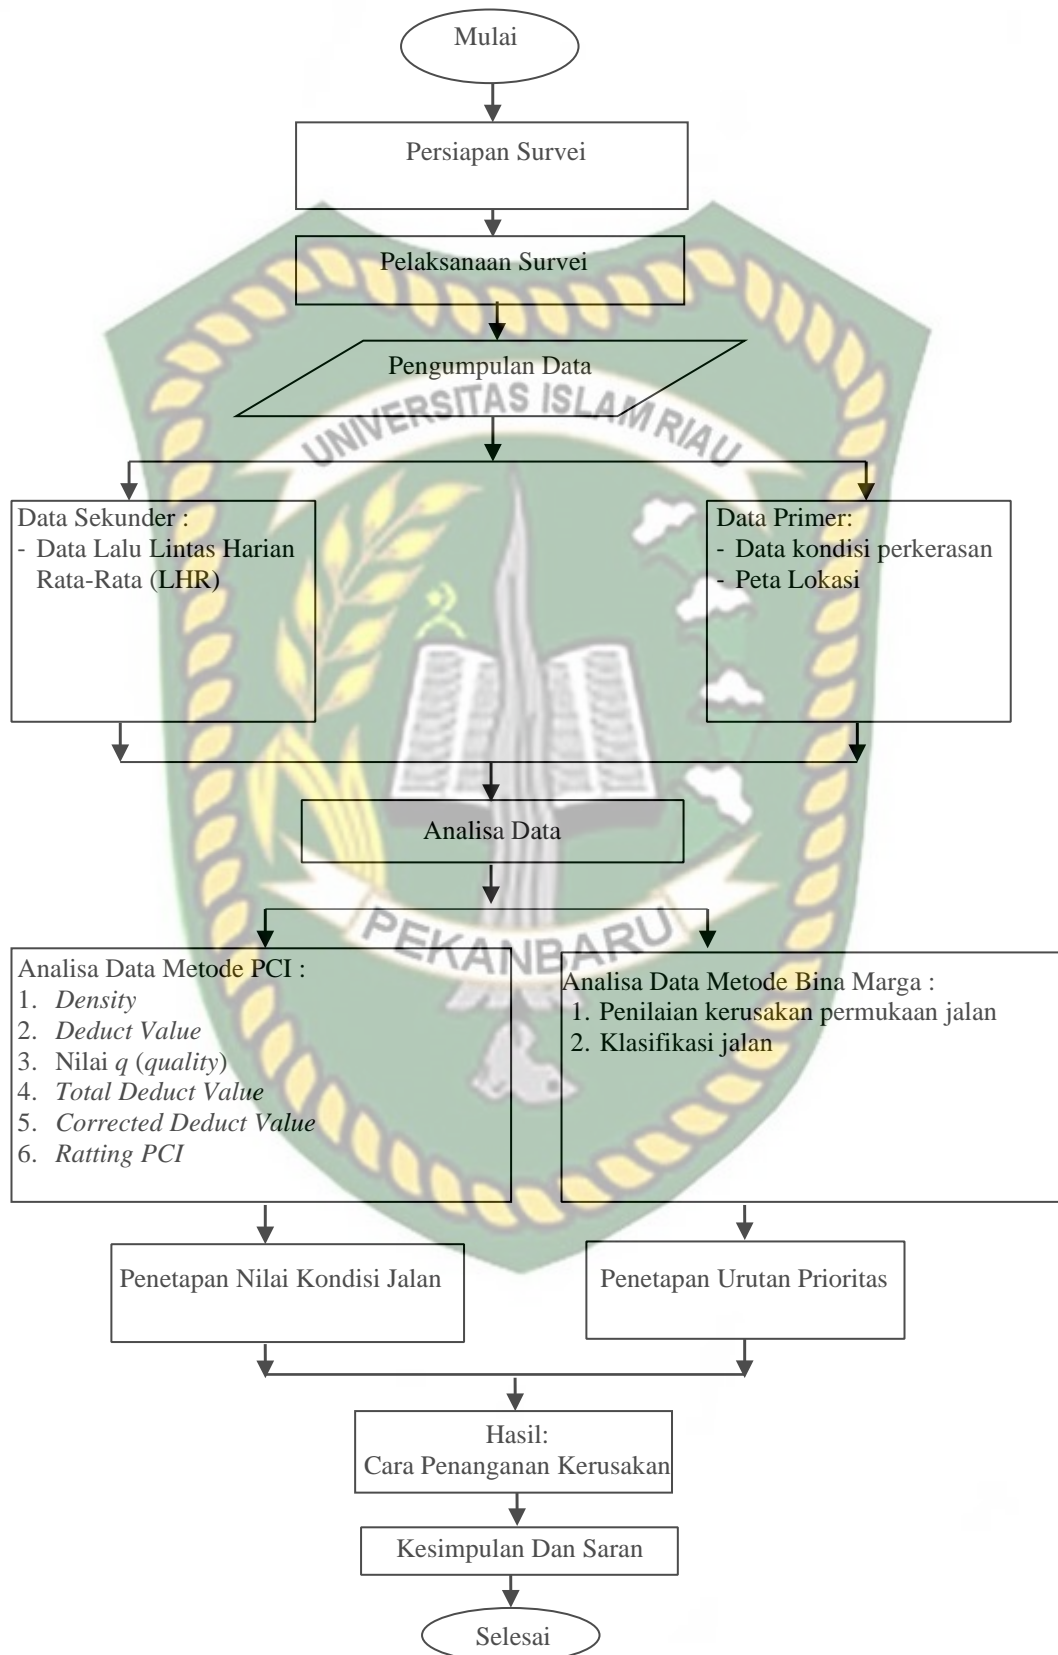 Mulai
Persiapan Survei
Pelaksanaan Survei
Pengumpulan Data
UNIVERSITAS ISLAM RIAU
Data Sekunder :
- Data Lalu Lintas Harian
Rata-Rata (LHR)
Data Primer:
- Data kondisi perkerasan
- Peta Lokasi
Analisa Data
PEKANBARU
Analisa Data Metode PCI :
1. Density
2. Deduct Value
3. Nilai q (quality)
4. Total Deduct Value
5. Corrected Deduct Value
6. Ratting PCI
Analisa Data Metode Bina Marga :
1. Penilaian kerusakan permukaan jalan
2. Klasifikasi jalan
Penetapan Nilai Kondisi Jalan
Penetapan Urutan Prioritas
Hasil:
Cara Penanganan Kerusakan
Kesimpulan Dan Saran
Selesai